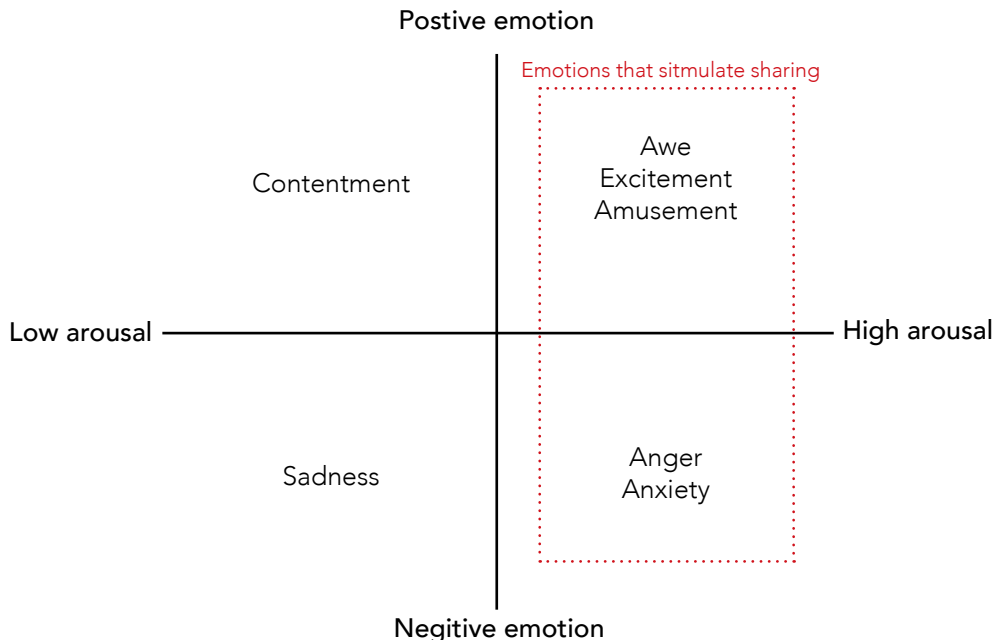 Postive emotion
Emotions that sitmulate sharing
Awe
Excitement
Amusement
Contentment
Low arousal
High arousal
Anger
Anxiety
Sadness
Negitive emotion